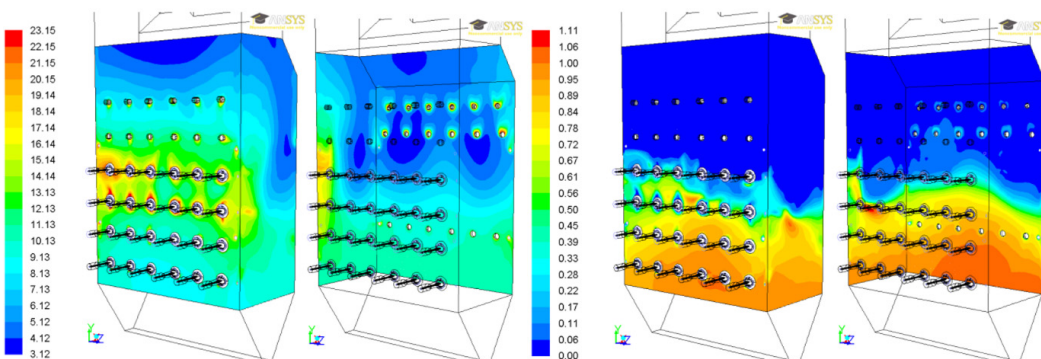 ANSYS
ANSYS
23.15
22.15
20.15
19.14
18.14
17.14
16.14
15.14
14.14
13.13
12.13
11.13
10.13
9.13
8.13
7.13
6.12
5.12
4.12
3.12
Y
Z
X
Y
Z
X
ANSYS
ANSYS
1.11
1.06
1.00
0.95
0.89
0.84
0.78
0.72
0.67
0.61
0.56
0.50
0.45
0.39
0.33
0.28
0.22
0.17
0.11
0.06
0.00
Y
Z
X
Y
Z
X